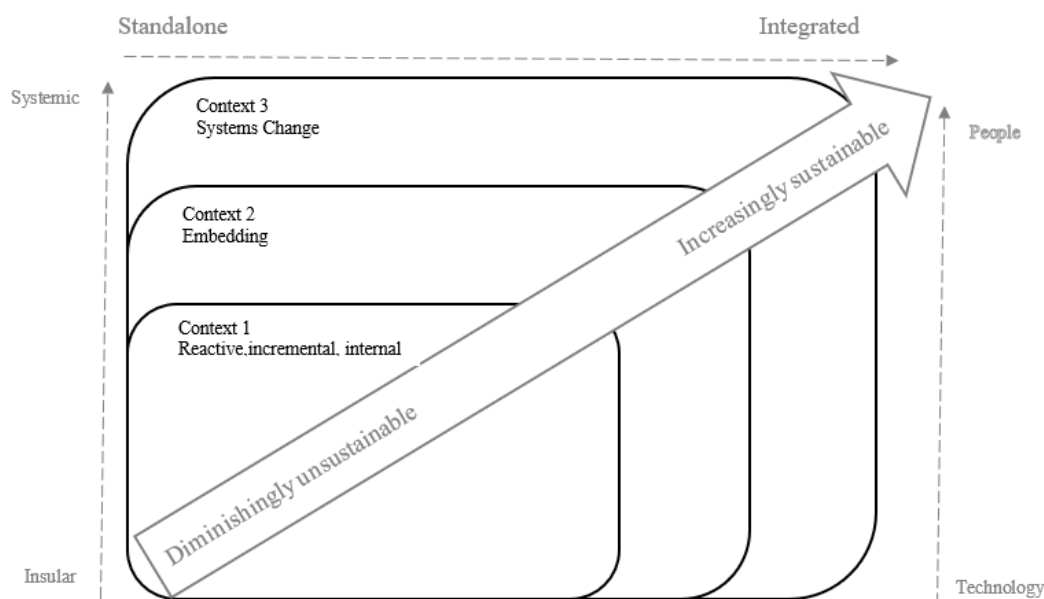 Standalone
Integrated
Systemic
People
Context 3
Systems Change
Context 2
Embedding
Context 1
Reactive,incremental, internal
Increasingly sustainable
Diminishingly unsustainable
Insular
Technology